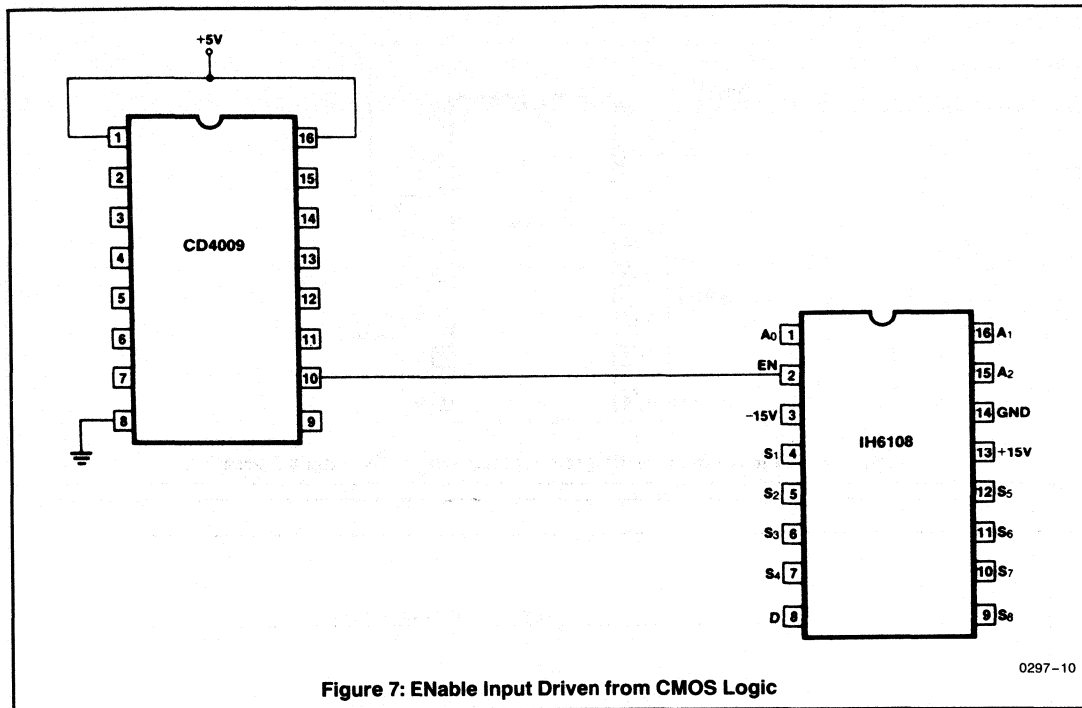 +5V
1
2
3
4
5
6
7
8
16
15
14
13
12
11
10
9
CD4009
A0 1
EN 2
-15V 3
S1 4
S2 5
S3 6
S4 7
D 8
16 A1
15 A2
14 GND
13 +15V
12 S5
11 S6
10 S7
9 S8
IH6108
0297-10
Figure 7: ENable Input Driven from CMOS Logic